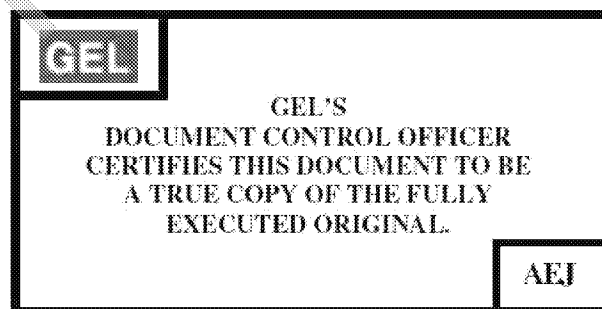 GEL
GEL'S
DOCUMENT CONTROL OFFICER
CERTIFIES THIS DOCUMENT TO BE
A TRUE COPY OF THE FULLY
EXECUTED ORIGINAL.
AEJ